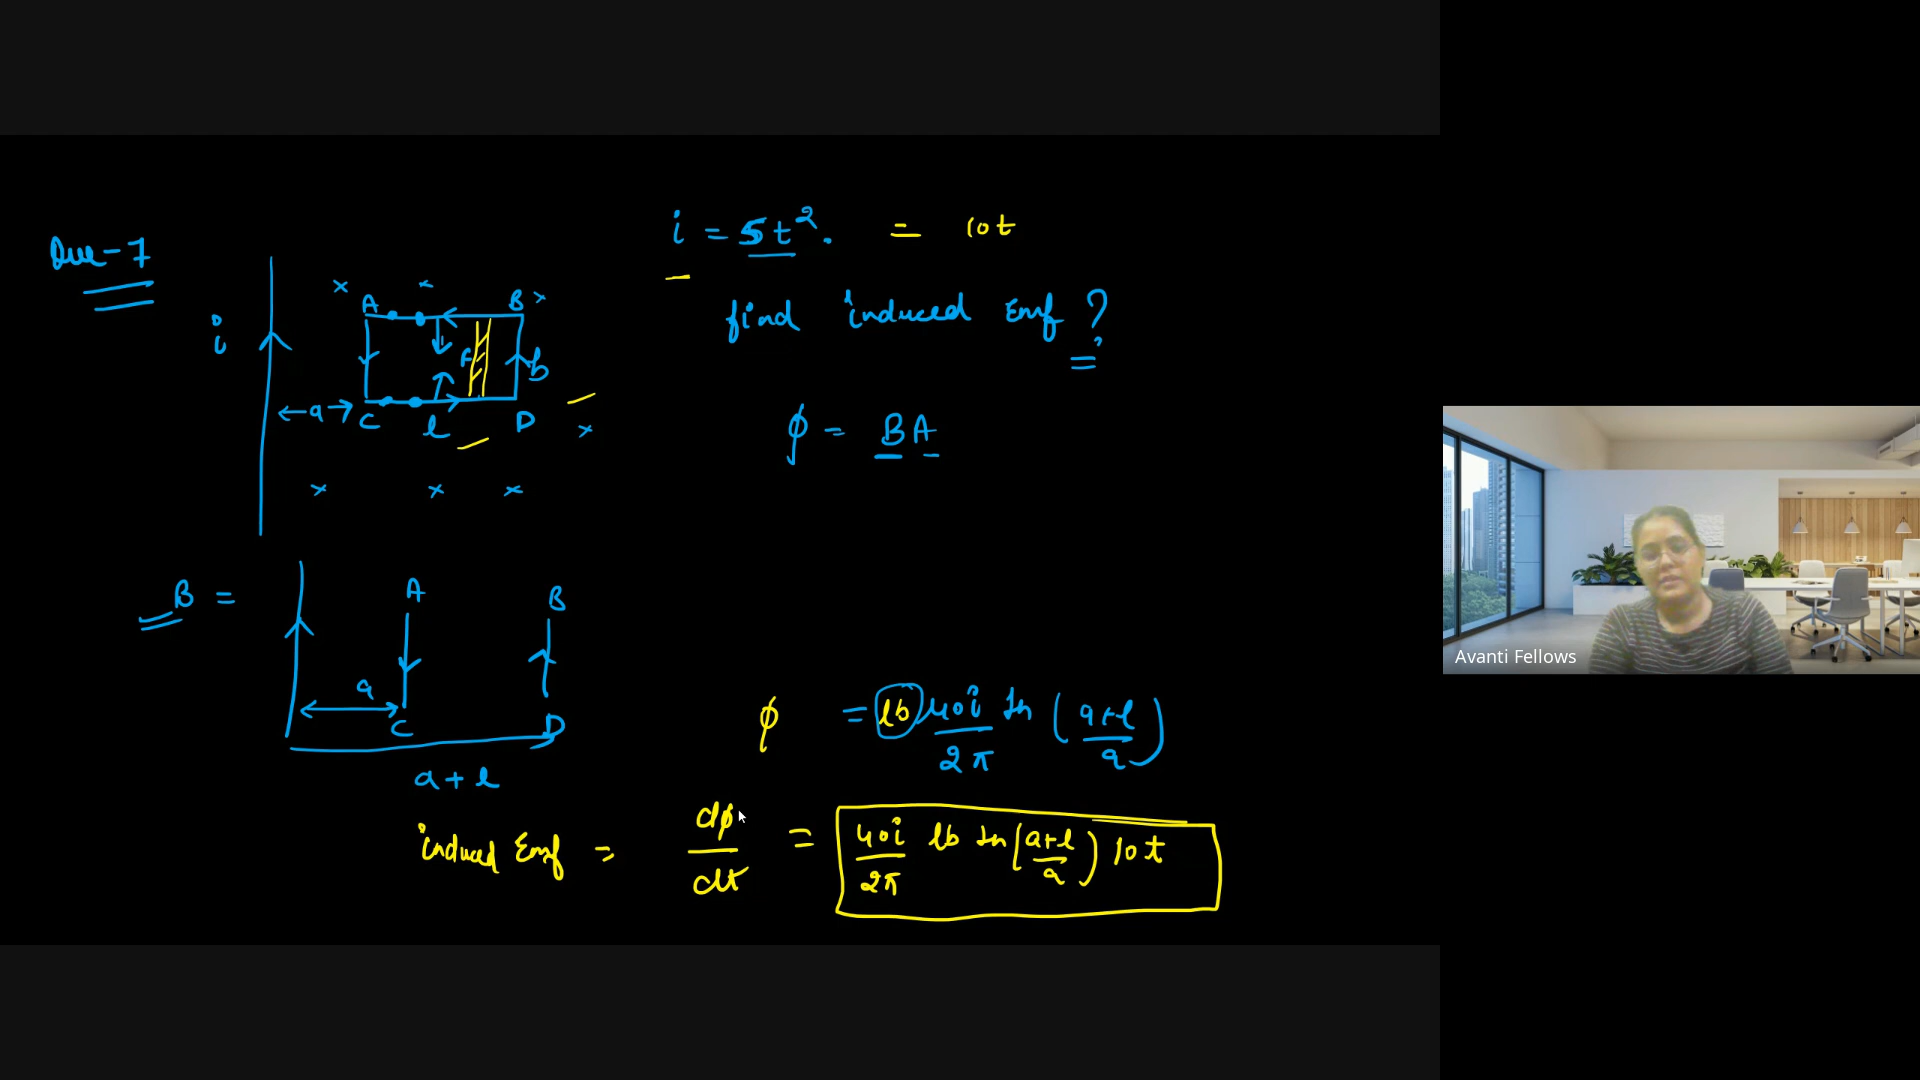 Que-7
i = 5t². = 10t
find induced Emf ?
i
A B
F b
←a→ C l D
ϕ = BA
B =
A B
a
C D
a + l
ϕ = lb μ0i/2π ln (a+l/a)
induced Emf = dϕ/dt = μ0i/2π lb ln (a+l/a) 10t
Avanti Fellows